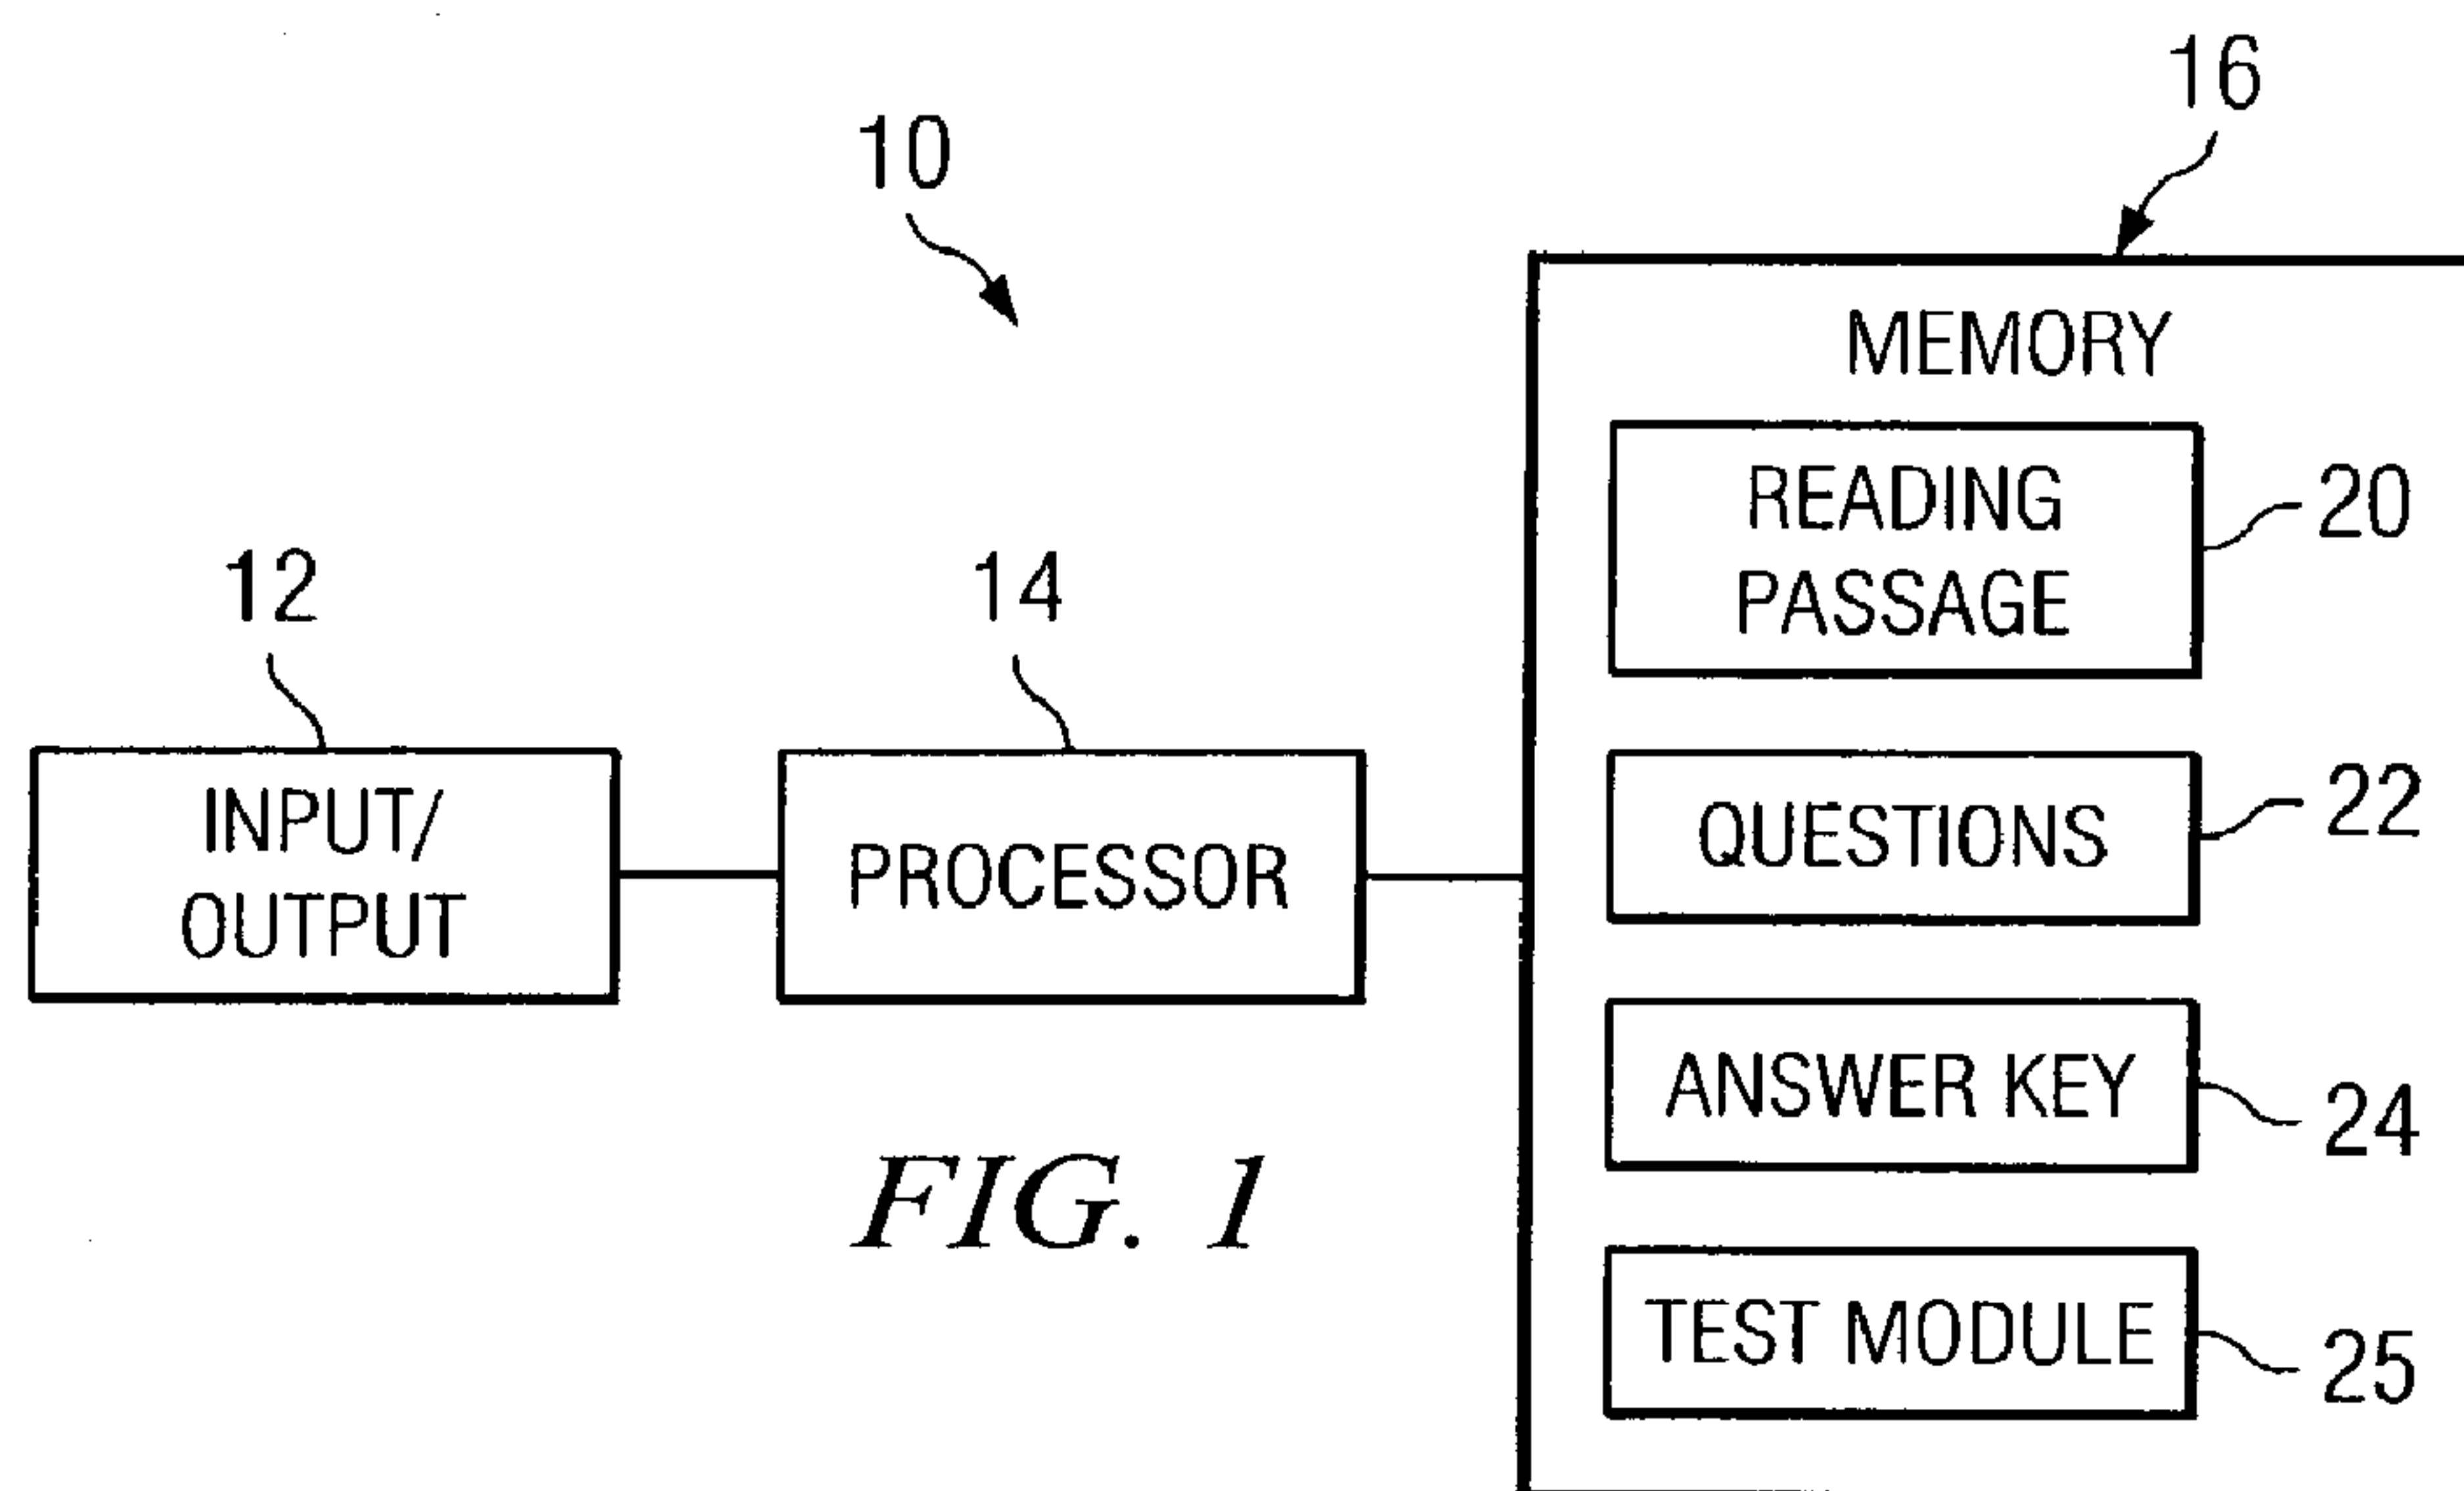 10
16
MEMORY
READING
PASSAGE
20
12
14
INPUT/
OUTPUT
PROCESSOR
QUESTIONS
22
ANSWER KEY
24
FIG. 1
TEST MODULE
25